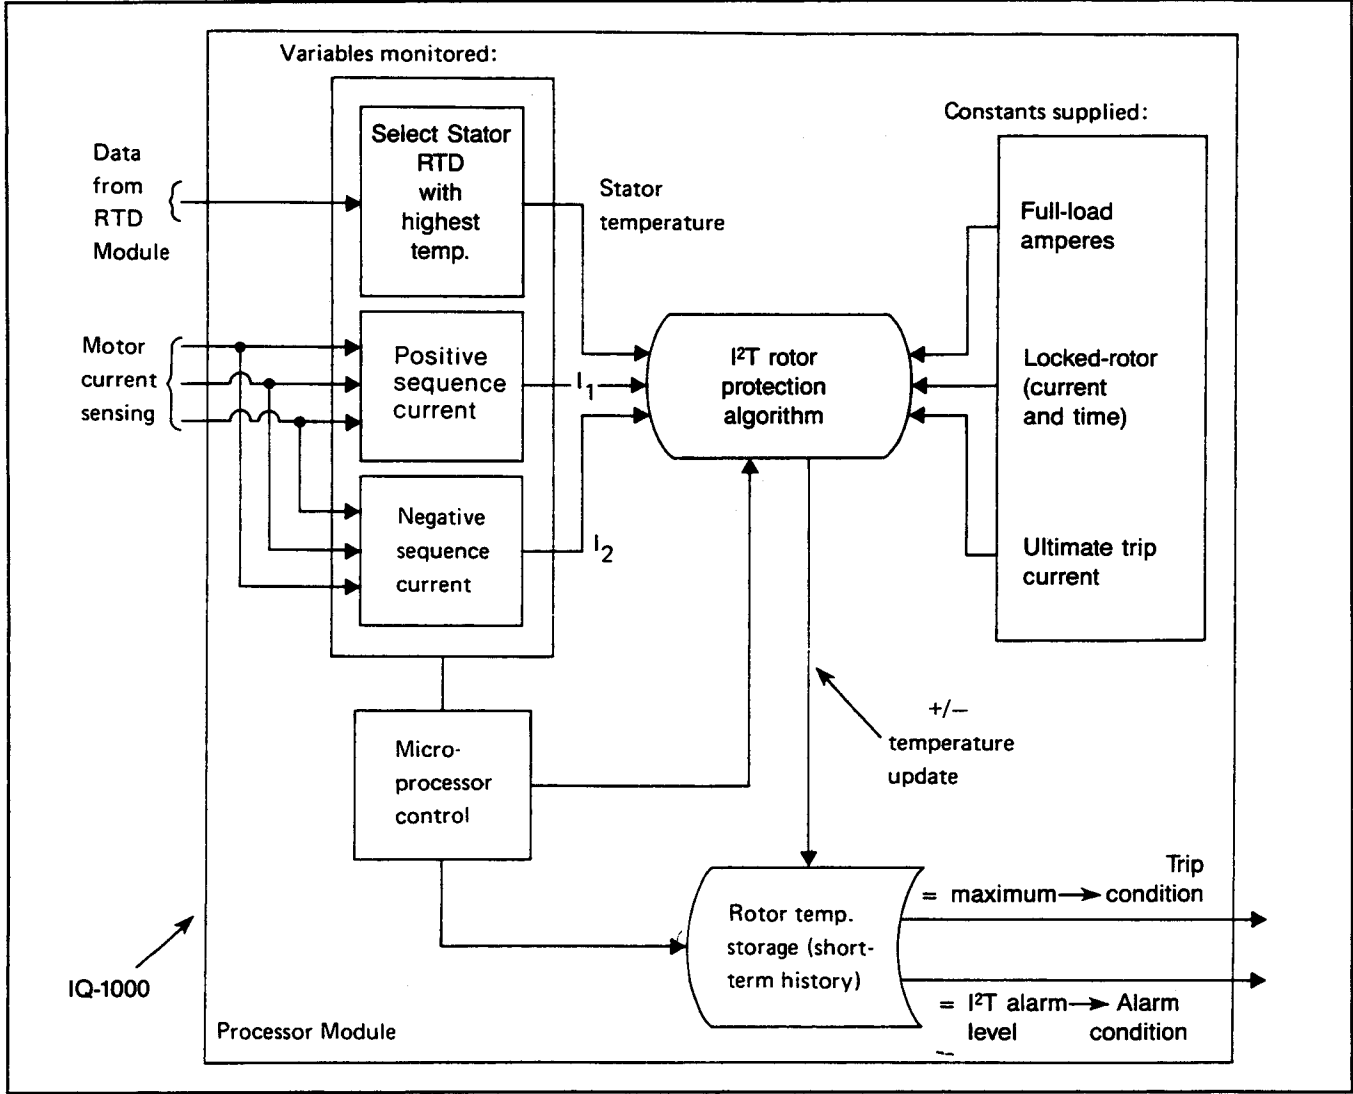 Variables monitored:
Constants supplied:
Data
from
RTD
Module
Select Stator
RTD
with
highest
temp.
Stator
temperature
Full-load
amperes
Motor
current
sensing
Positive
sequence
current
I1
I²T rotor
protection
algorithm
Locked-rotor
(current
and time)
Negative
sequence
current
I2
Ultimate trip
current
Micro-
processor
control
+/–
temperature
update
Rotor temp.
storage (short-
term history)
Trip
= maximum → condition
= I²T alarm → Alarm
level condition
IQ-1000
Processor Module